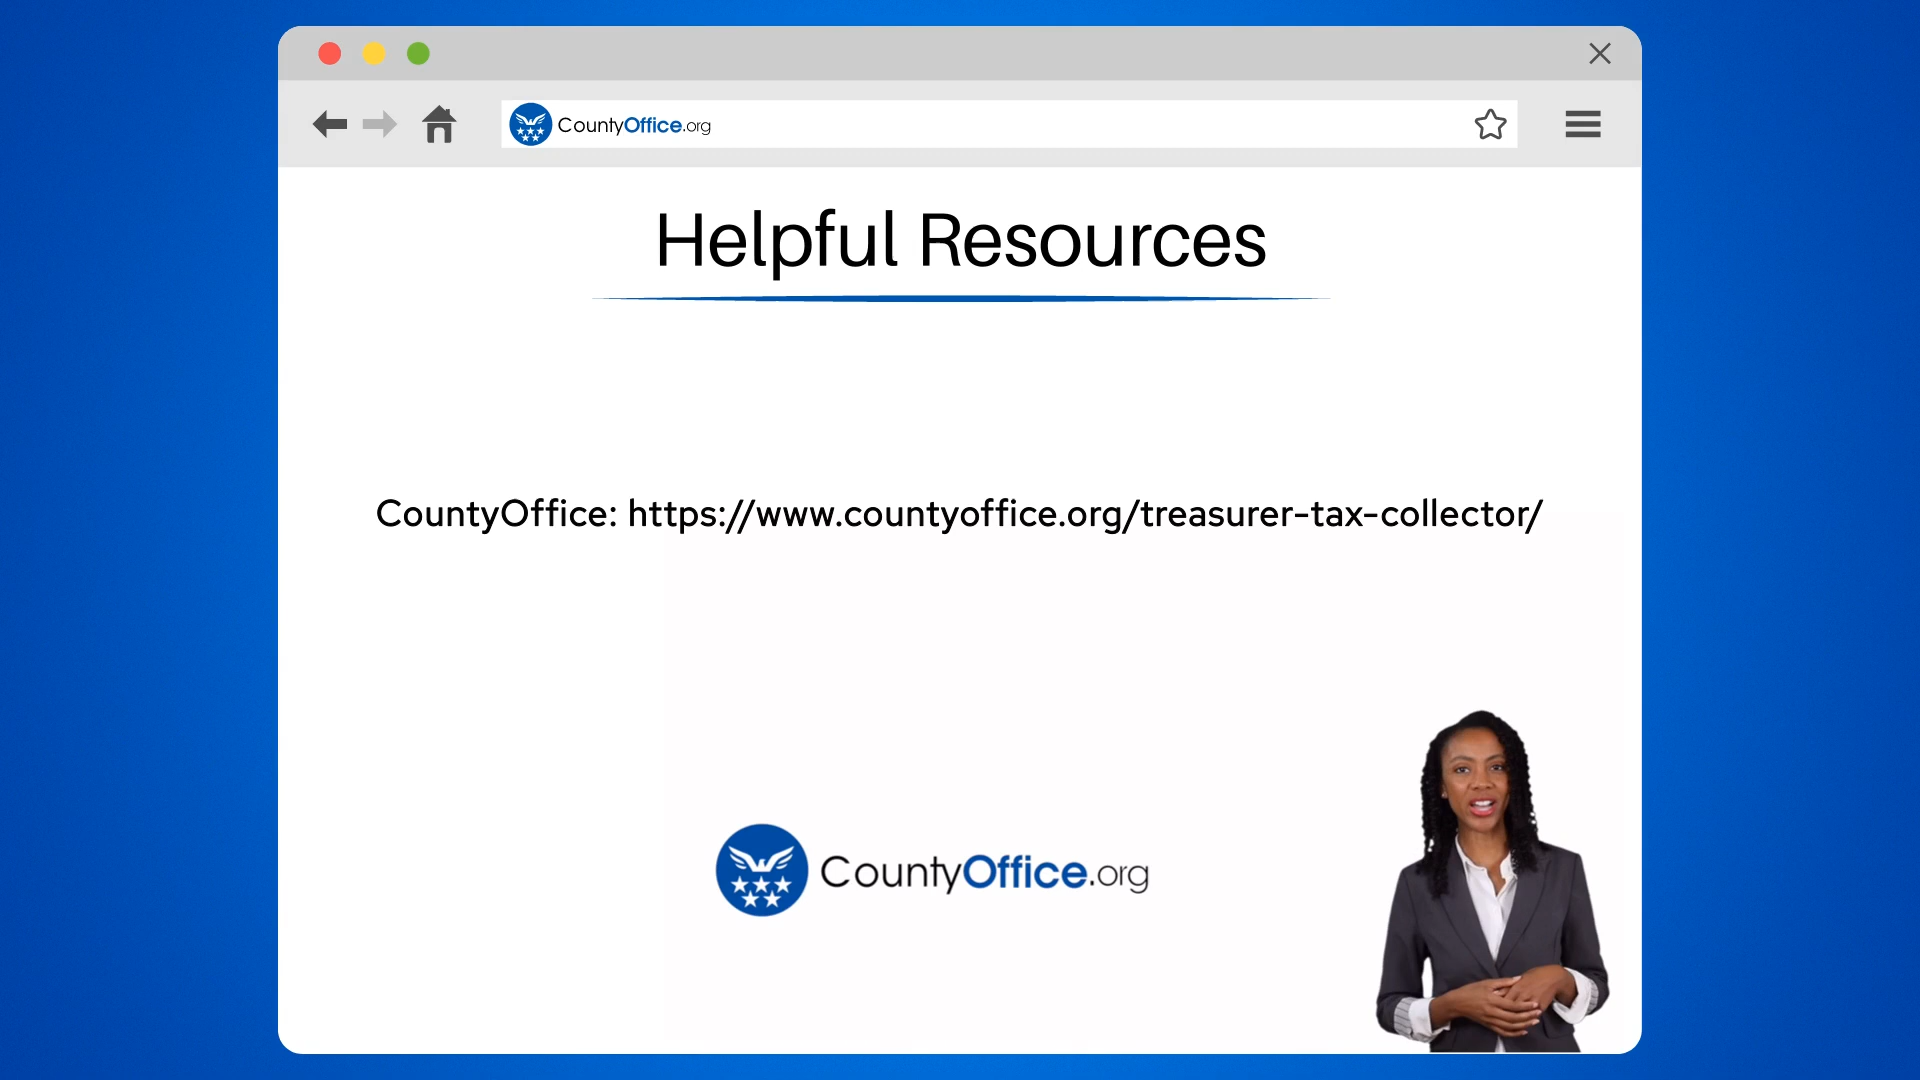 CountyOffice.org
Helpful Resources
CountyOffice: https://www.countyoffice.org/treasurer-tax-collector/
CountyOffice.org